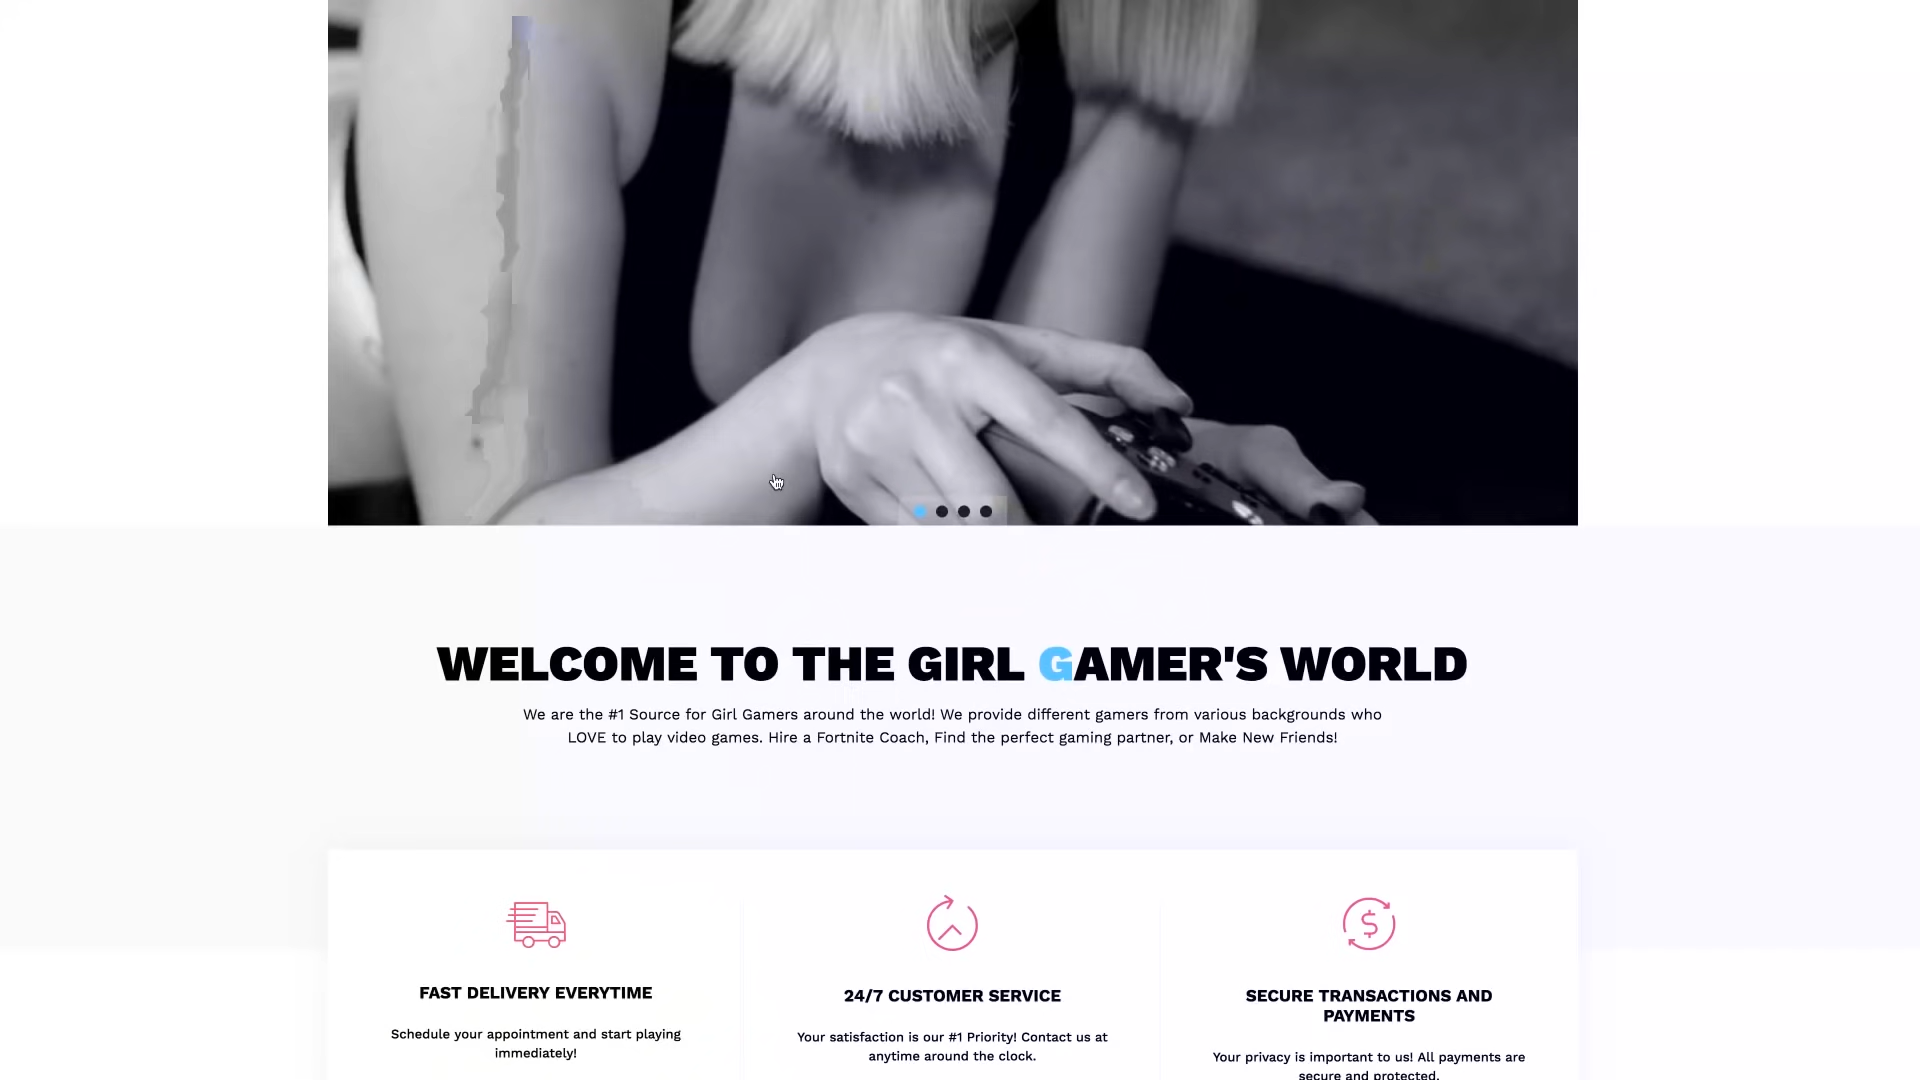 WELCOME TO THE GIRL GAMER'S WORLD
We are the #1 Source for Girl Gamers around the world! We provide different gamers from various backgrounds who
LOVE to play video games. Hire a Fortnite Coach, Find the perfect gaming partner, or Make New Friends!
FAST DELIVERY EVERYTIME
Schedule your appointment and start playing
immediately!
24/7 CUSTOMER SERVICE
Your satisfaction is our #1 Priority! Contact us at
anytime around the clock.
SECURE TRANSACTIONS AND
PAYMENTS
Your privacy is important to us! All payments are
secure and protected.